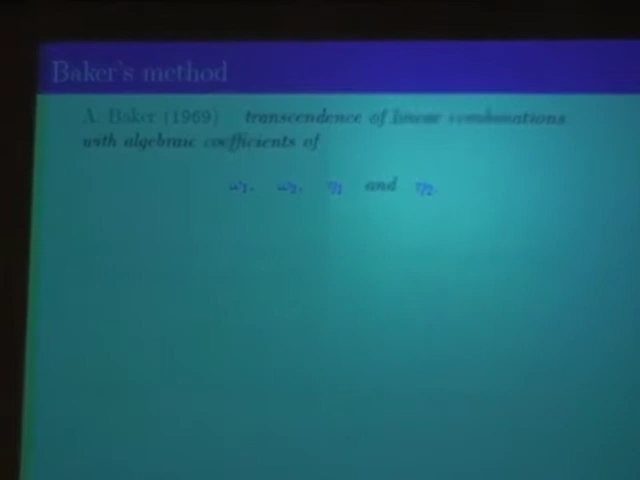 Baker's method
A. Baker (1969) transcendence of linear combinations
with algebraic coefficients of
ω₁, ω₂, η₁ and η₂.